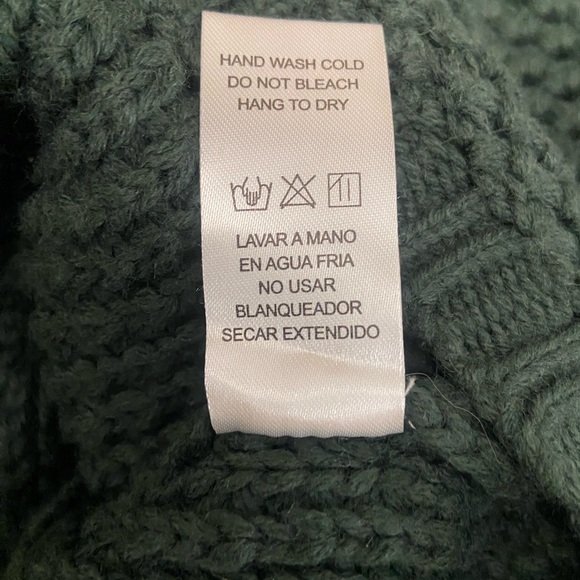 HAND WASH COLD
DO NOT BLEACH
HANG TO DRY
LAVAR A MANO
EN AGUA FRIA
NO USAR
BLANQUEADOR
SECAR EXTENDIDO